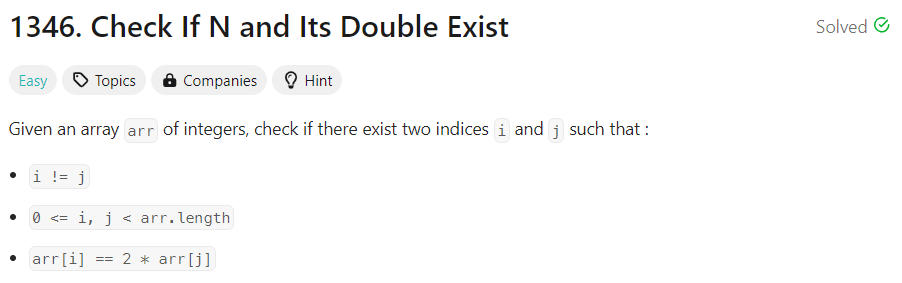 1346. Check If N and Its Double Exist
Solved
Easy Topics Companies Hint
Given an array arr of integers, check if there exist two indices i and j such that :
• i != j
• 0 <= i, j < arr.length
• arr[i] == 2 * arr[j]